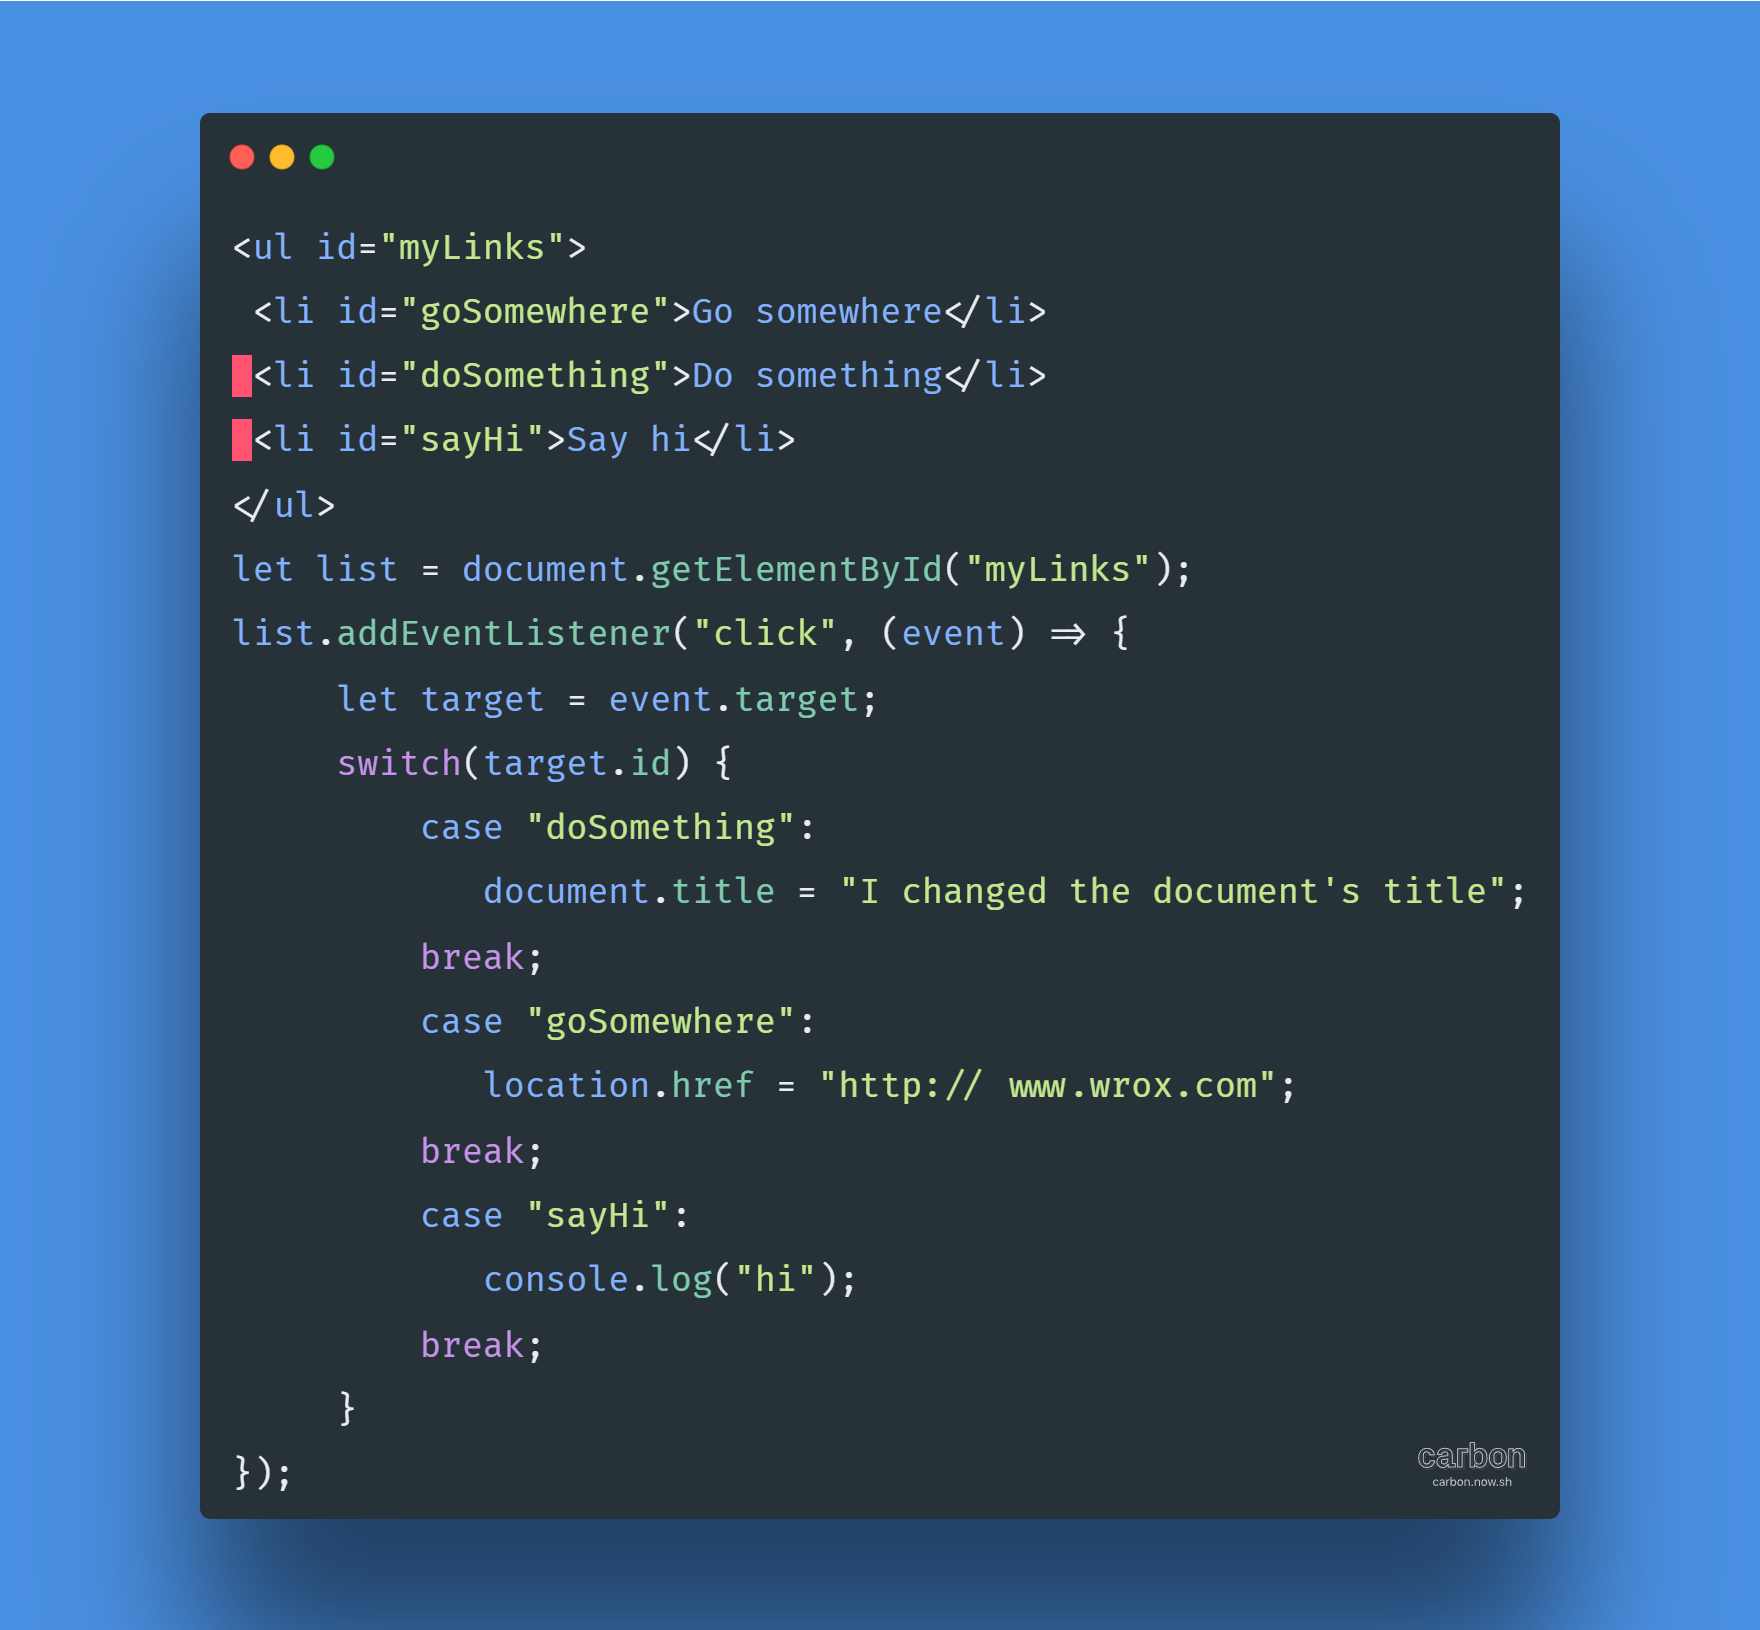 <ul id="myLinks">
 <li id="goSomewhere">Go somewhere</li>
 <li id="doSomething">Do something</li>
 <li id="sayHi">Say hi</li>
</ul>
let list = document.getElementById("myLinks");
list.addEventListener("click", (event) => {
     let target = event.target;
     switch(target.id) {
         case "doSomething":
            document.title = "I changed the document's title";
         break;
         case "goSomewhere":
            location.href = "http:// www.wrox.com";
         break;
         case "sayHi":
            console.log("hi");
         break;
     }
});
carbon
carbon.now.sh